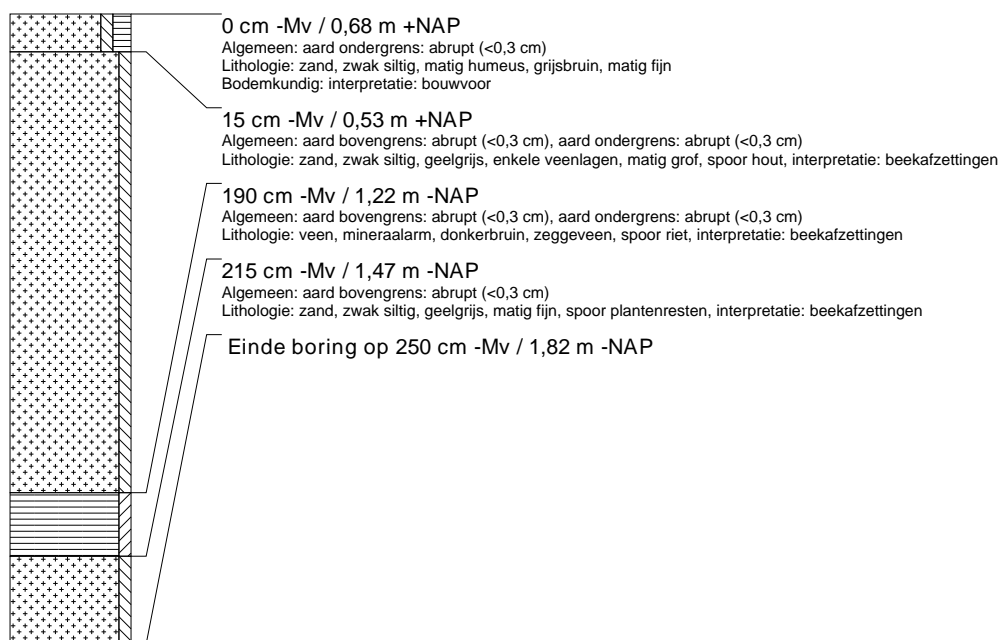 0 cm -Mv / 0,68 m +NAP
Algemeen: aard ondergrens: abrupt (<0,3 cm)
Lithologie: zand, zwak siltig, matig humeus, grijsbruin, matig fijn
Bodemkundig: interpretatie: bouwvoor
15 cm -Mv / 0,53 m +NAP
Algemeen: aard bovengrens: abrupt (<0,3 cm), aard ondergrens: abrupt (<0,3 cm)
Lithologie: zand, zwak siltig, geelgrijs, enkele veenlagen, matig grof, spoor hout, interpretatie: beekafzettingen
190 cm -Mv / 1,22 m -NAP
Algemeen: aard bovengrens: abrupt (<0,3 cm), aard ondergrens: abrupt (<0,3 cm)
Lithologie: veen, mineraalarm, donkerbruin, zeggeveen, spoor riet, interpretatie: beekafzettingen
215 cm -Mv / 1,47 m -NAP
Algemeen: aard bovengrens: abrupt (<0,3 cm)
Lithologie: zand, zwak siltig, geelgrijs, matig fijn, spoor plantenresten, interpretatie: beekafzettingen
Einde boring op 250 cm -Mv / 1,82 m -NAP